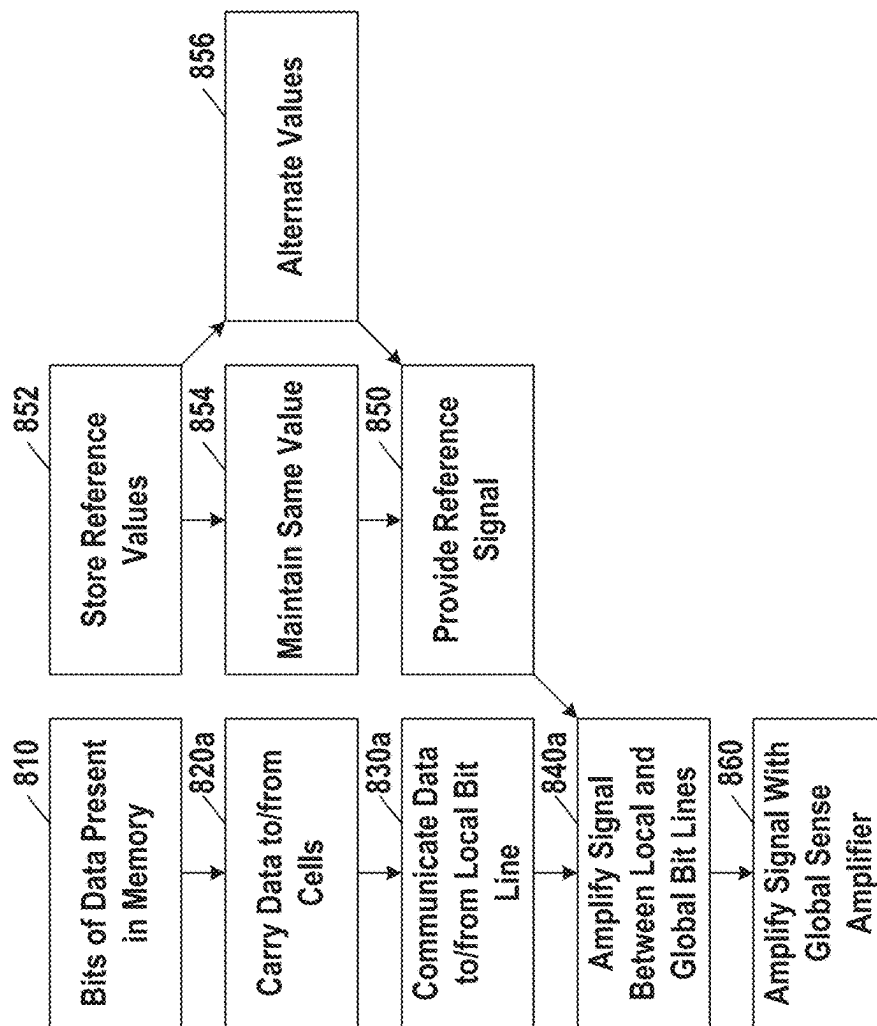 810
Bits of Data Present
in Memory
820a
Carry Data to/from
Cells
830a
Communicate Data
to/from Local Bit
Line
840a
Amplify Signal
Between Local and
Global Bit Lines
860
Amplify Signal With
Global Sense
Amplifier
852
Store Reference
Values
854
Maintain Same Value
850
Provide Reference
Signal
856
Alternate Values